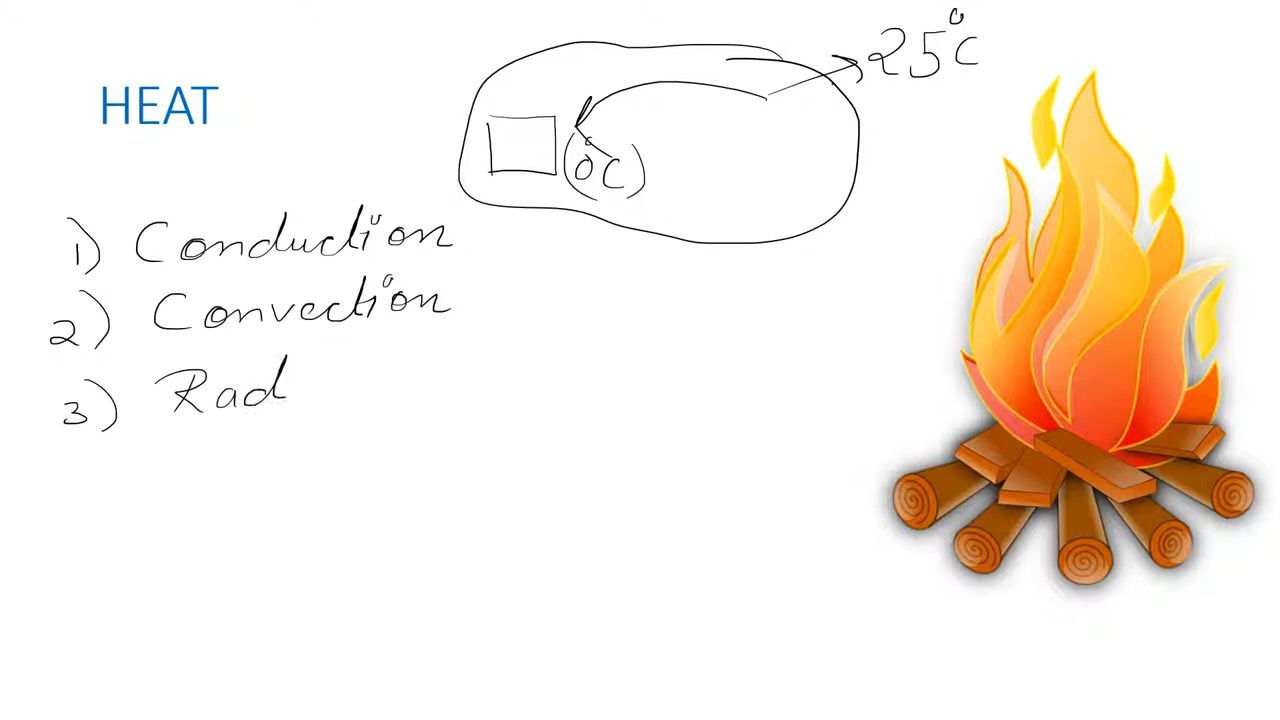 HEAT
25°C
(0°C)
1) Conduction
2) Convection
3) Rad